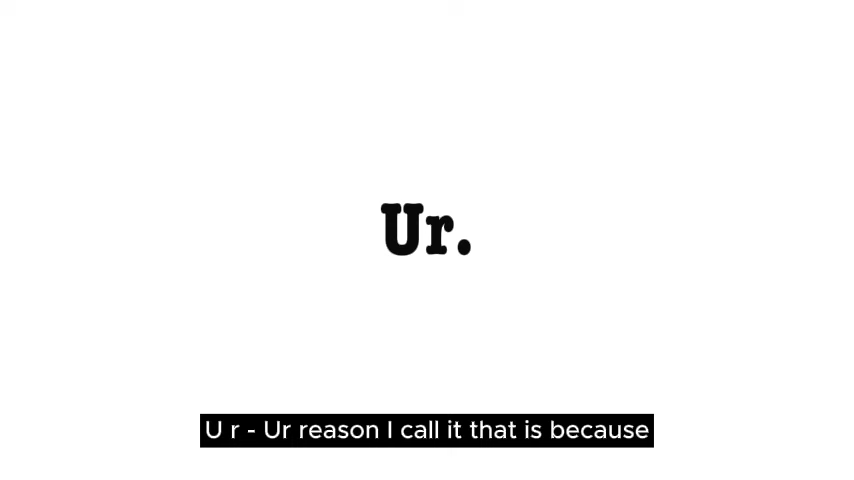 Ur.
U r - Ur reason I call it that is because